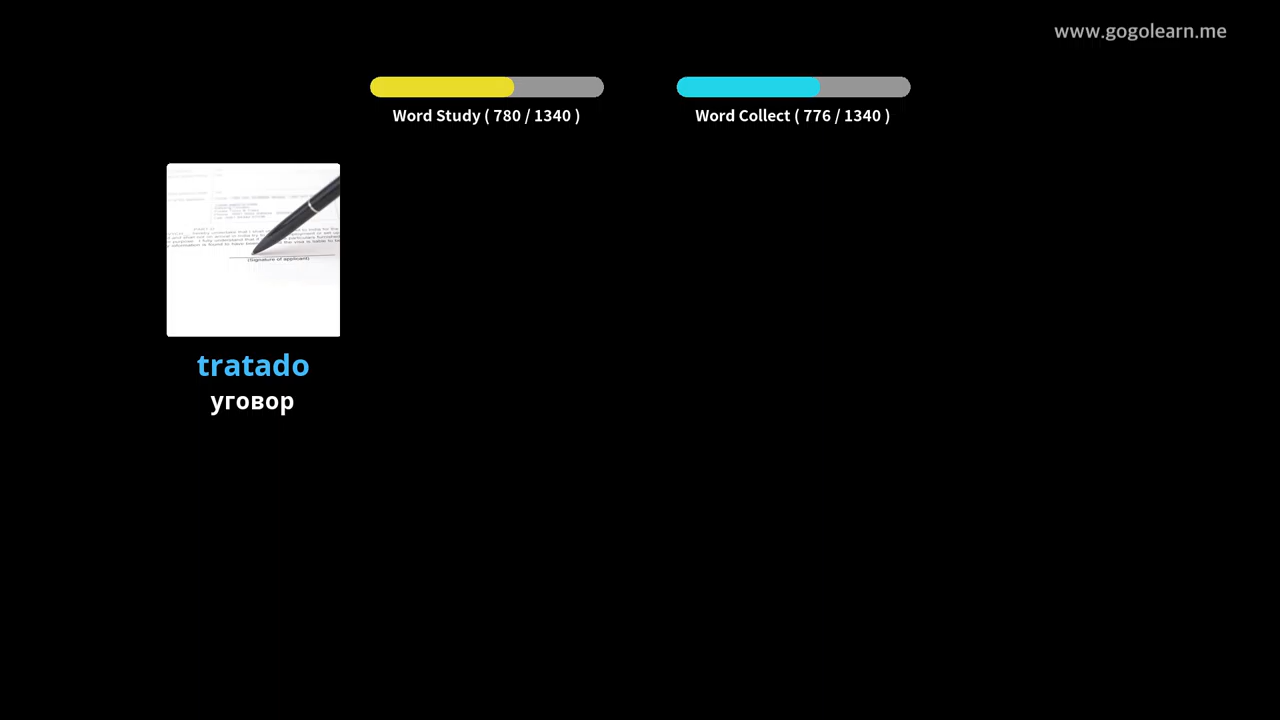 www.gogolearn.me
Word Study ( 780 / 1340 )
Word Collect ( 776 / 1340 )
(Signature of applicant)
tratado
уговор